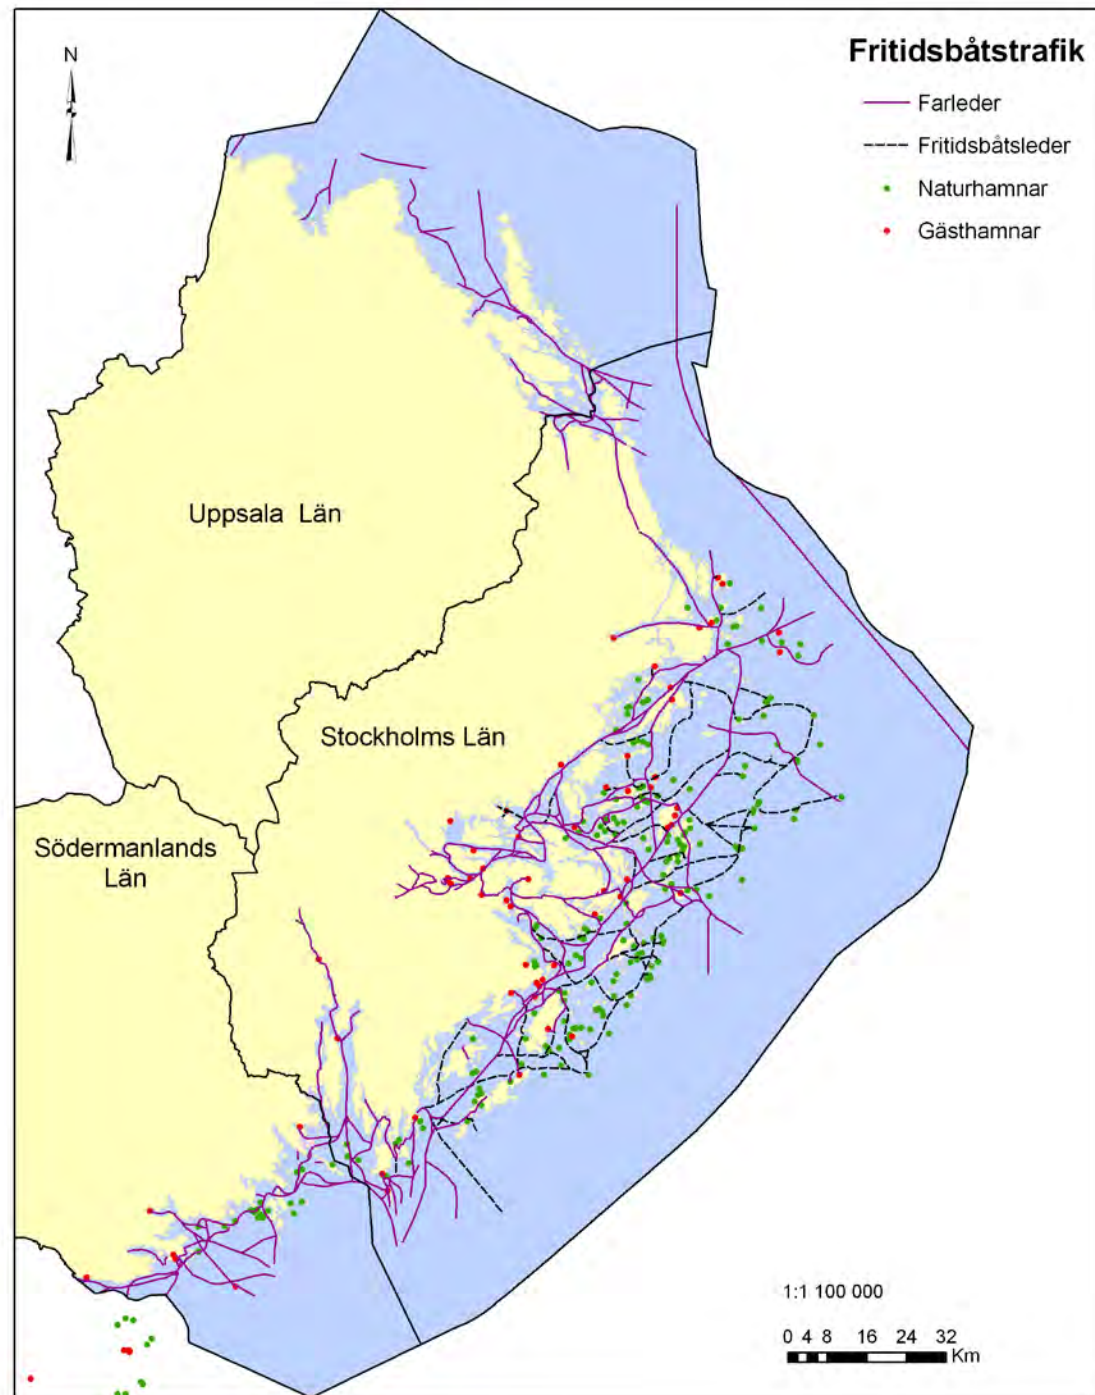 Fritidsbåtstrafik
N
Farleder
Fritidsbåtsleder
Naturhamnar
Gästhamnar
Uppsala Län
Stockholms Län
Södermanlands
Län
1:1 100 000
0 4 8 16 24 32
Km